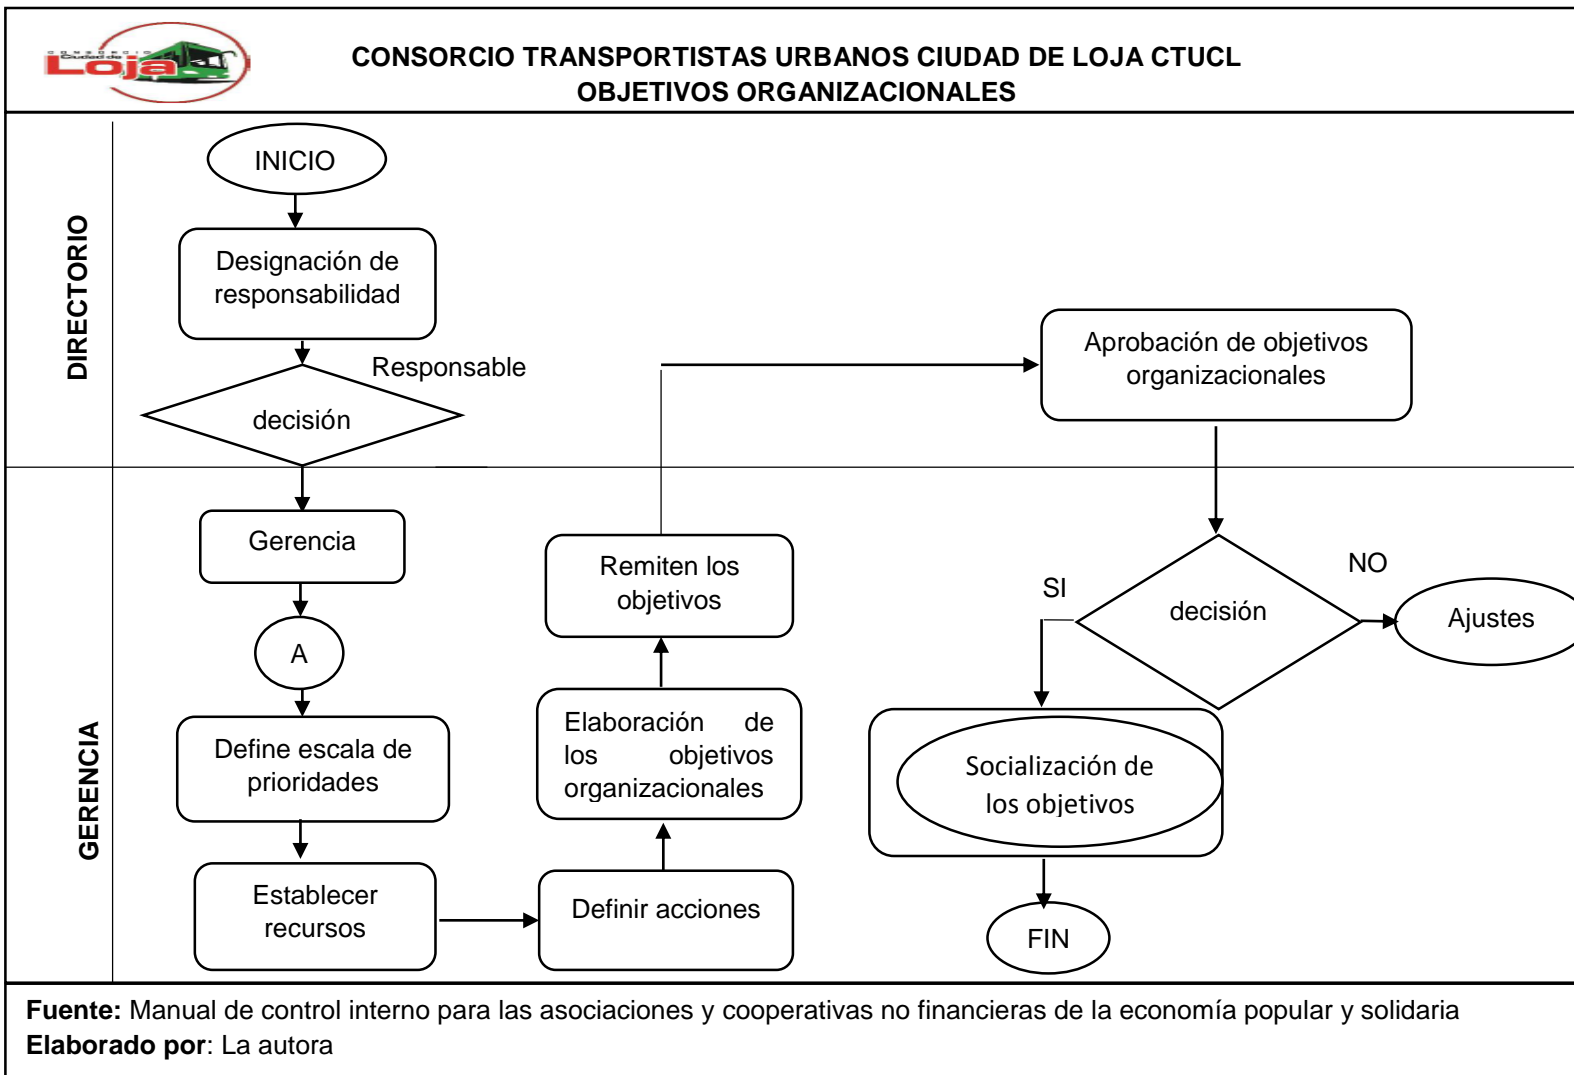 CONSORCIO
Ciudad de
Loja
CONSORCIO TRANSPORTISTAS URBANOS CIUDAD DE LOJA CTUCL
OBJETIVOS ORGANIZACIONALES
DIRECTORIO
INICIO
Designación de
responsabilidad
Responsable
decisión
Aprobación de objetivos
organizacionales
GERENCIA
Gerencia
A
Define escala de
prioridades
Establecer
recursos
Definir acciones
Elaboración de
los objetivos
organizacionales
Remiten los
objetivos
decisión
SI
NO
Ajustes
Socialización de
los objetivos
FIN
Fuente: Manual de control interno para las asociaciones y cooperativas no financieras de la economía popular y solidaria
Elaborado por: La autora